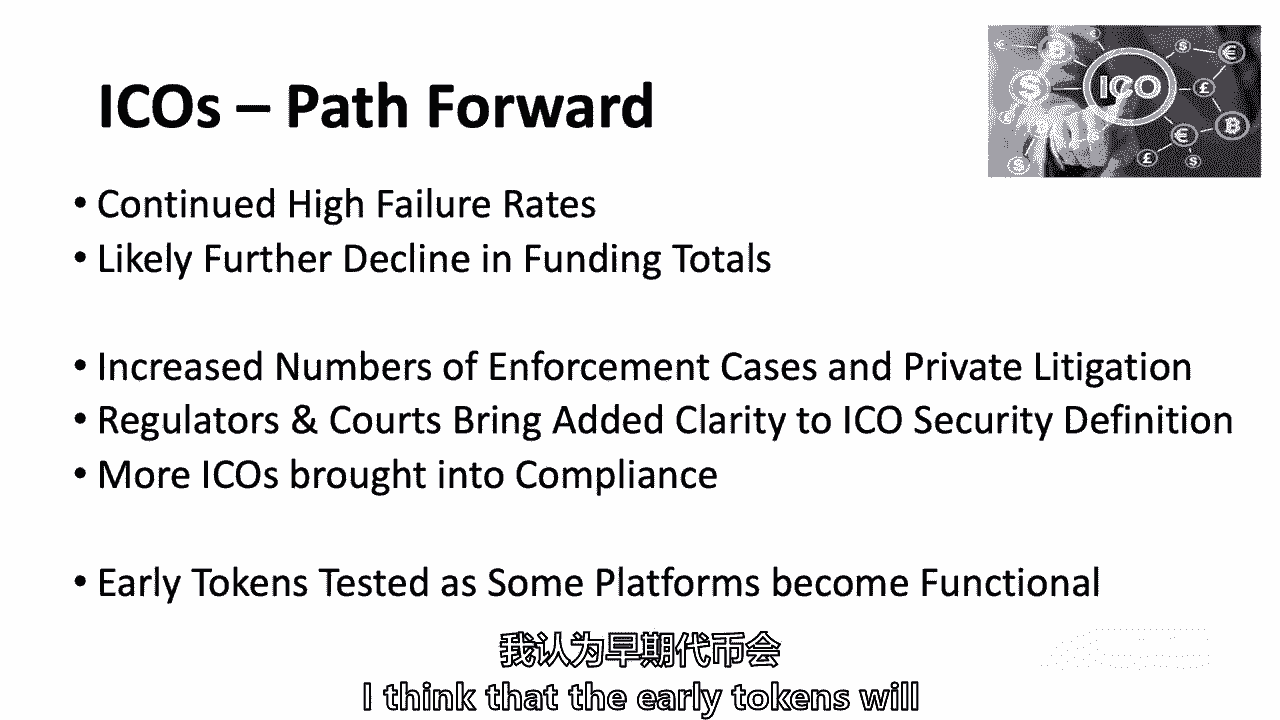 ICOs – Path Forward
ICO
• Continued High Failure Rates
• Likely Further Decline in Funding Totals
• Increased Numbers of Enforcement Cases and Private Litigation
• Regulators & Courts Bring Added Clarity to ICO Security Definition
• More ICOs brought into Compliance
• Early Tokens Tested as Some Platforms become Functional
我认为早期代币会
I think that the early tokens will